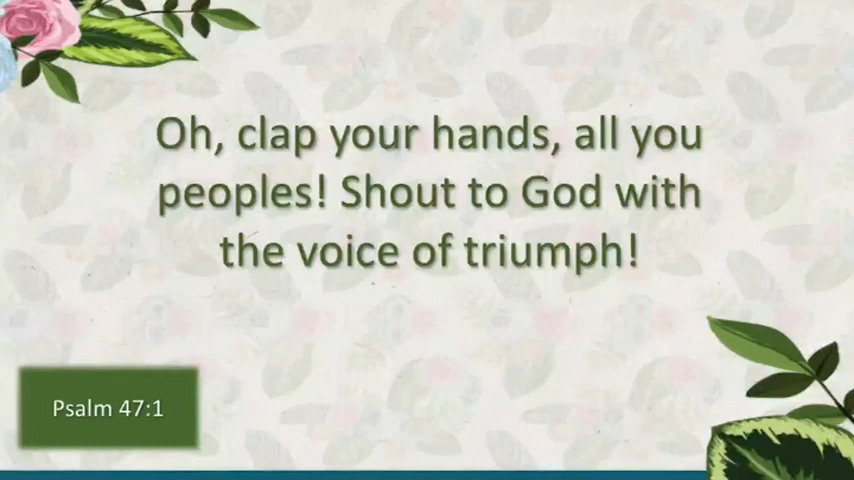 Oh, clap your hands, all you
peoples! Shout to God with
the voice of triumph!
Psalm 47:1